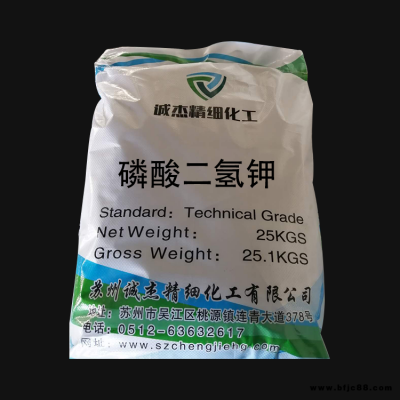 诚杰精细化工
磷酸二氢钾
Standard: Technical Grade
Net Weight: 25KGS
Gross Weight: 25.1KGS
苏州诚杰精细化工有限公司
地址: 苏州市吴江区桃源镇连青大道378号
电话: 0512-63632617
网址: www.szchengjiehg.com
www.hljc88.com